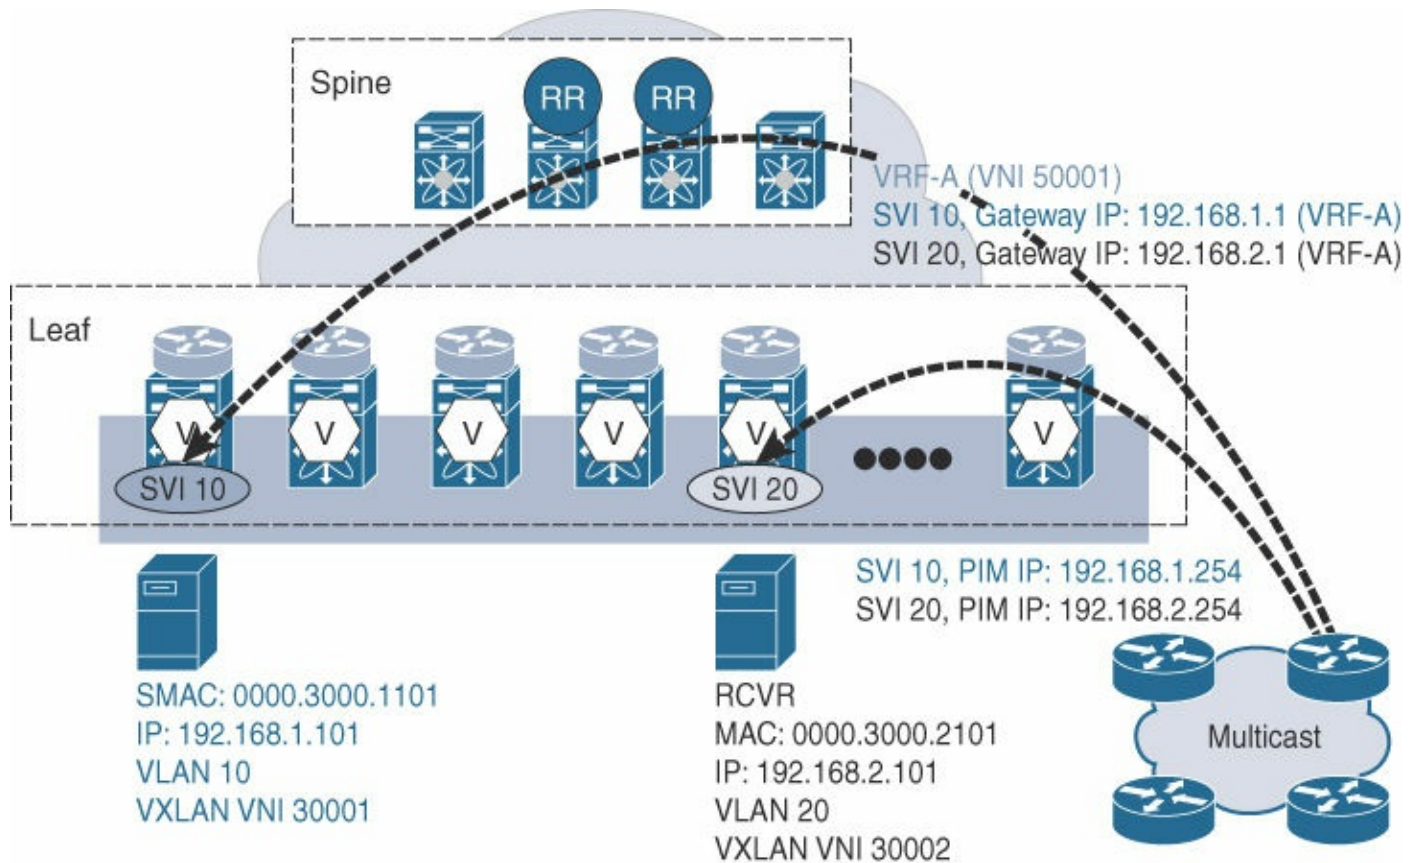 Spine
RR
RR
VRF-A (VNI 50001)
SVI 10, Gateway IP: 192.168.1.1 (VRF-A)
SVI 20, Gateway IP: 192.168.2.1 (VRF-A)
Leaf
V
V
V
V
V
V
SVI 10
SVI 20
SVI 10, PIM IP: 192.168.1.254
SVI 20, PIM IP: 192.168.2.254
SMAC: 0000.3000.1101
IP: 192.168.1.101
VLAN 10
VXLAN VNI 30001
RCVR
MAC: 0000.3000.2101
IP: 192.168.2.101
VLAN 20
VXLAN VNI 30002
Multicast